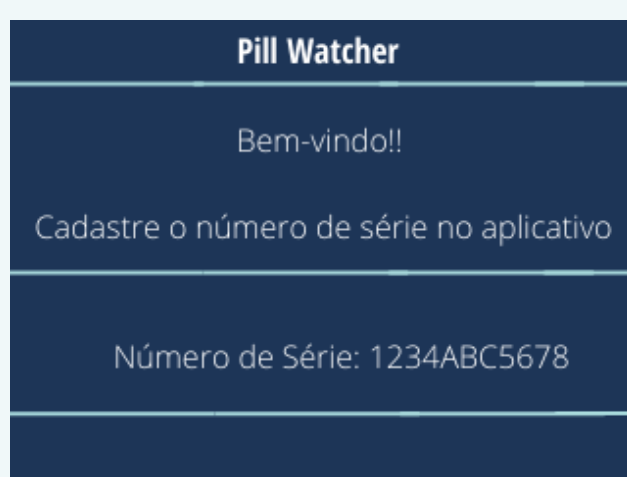 Pill Watcher
Bem-vindo!!
Cadastre o número de série no aplicativo
Número de Série: 1234ABC5678